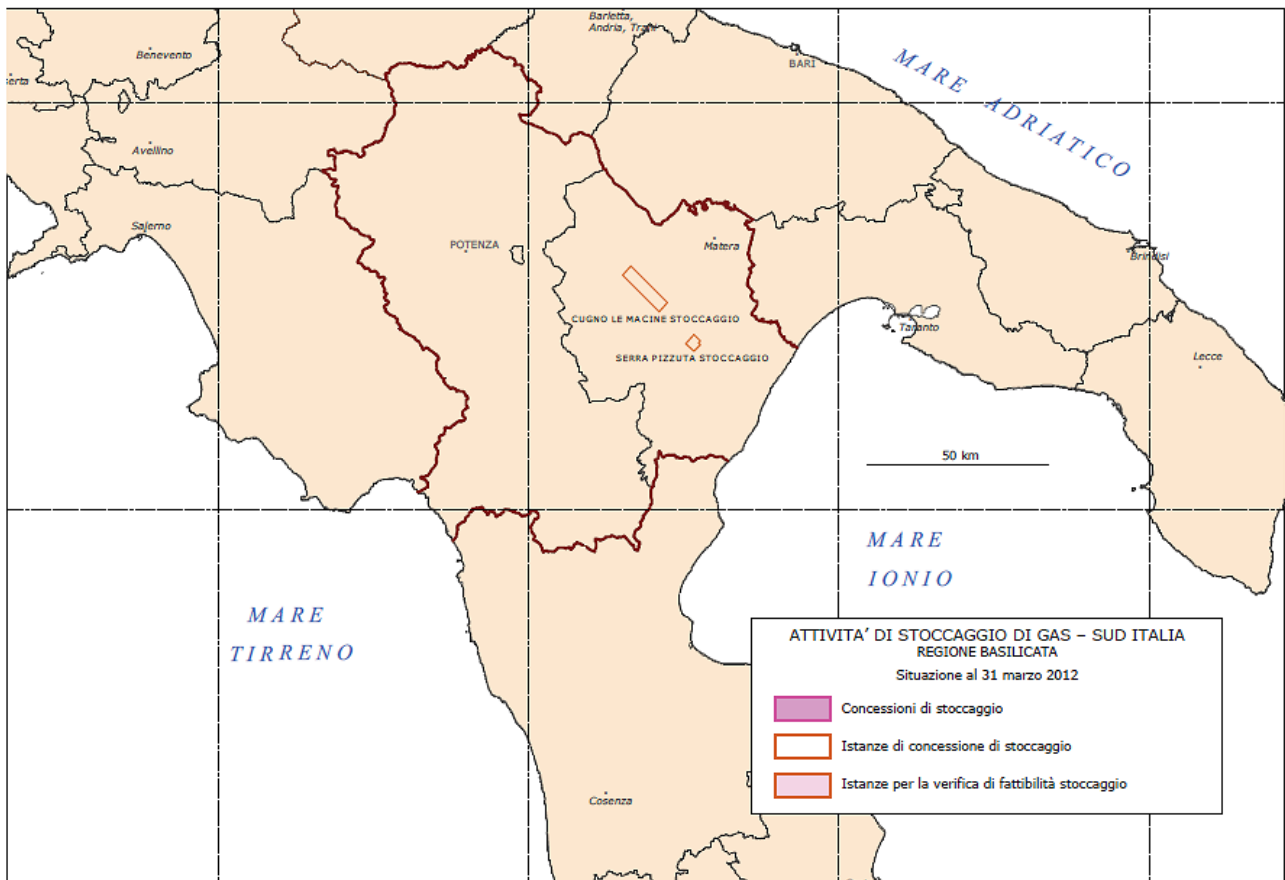 Barletta,
Andria, Trani
Benevento
BARI
MARE ADRIATICO
Avellino
Salerno
POTENZA
Matera
Brindisi
CUGNO LE MACINE STOCCAGGIO
Taranto
SERRA PIZZUTA STOCCAGGIO
Lecce
50 km
MARE
IONIO
MARE
TIRRENO
ATTIVITA' DI STOCCAGGIO DI GAS – SUD ITALIA
REGIONE BASILICATA
Situazione al 31 marzo 2012
Concessioni di stoccaggio
Istanze di concessione di stoccaggio
Istanze per la verifica di fattibilità stoccaggio
Cosenza